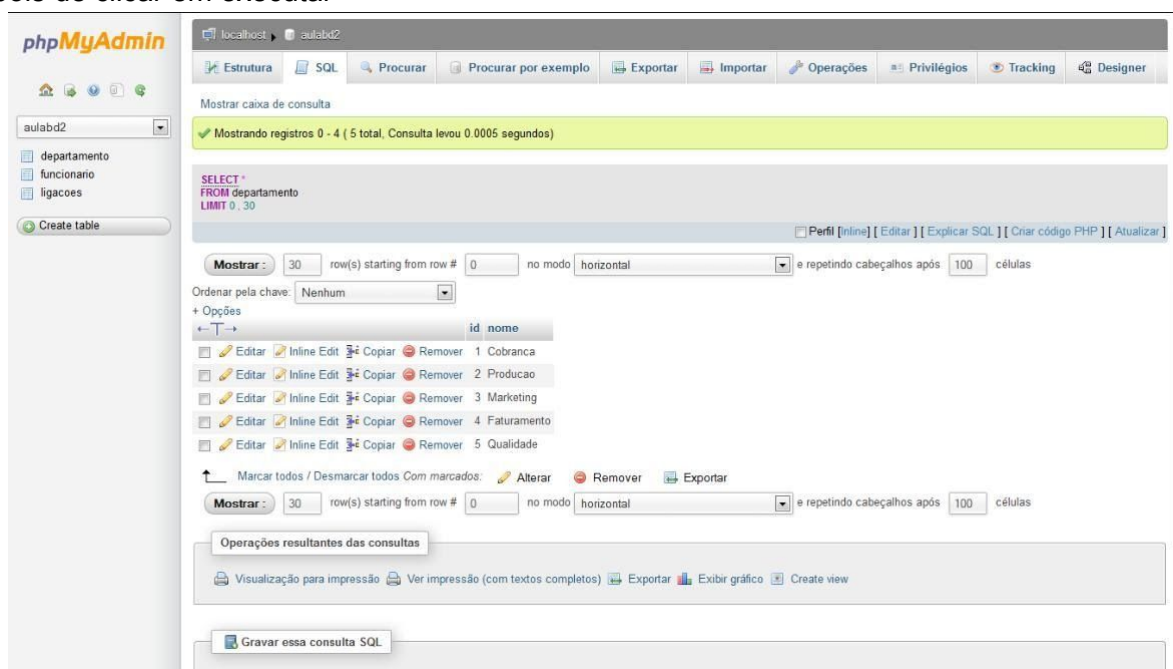 clicar em executar
phpMyAdmin
localhost aulabd2
Estrutura SQL Procurar Procurar por exemplo Exportar Importar Operações Privilégios Tracking Designer
aulabd2
departamento
funcionario
ligacoes
Create table
Mostrar caixa de consulta
Mostrando registros 0 - 4 ( 5 total, Consulta levou 0.0005 segundos)
SELECT *
FROM departamento
LIMIT 0 , 30
Perfil [Inline] [ Editar ] [ Explicar SQL ] [ Criar código PHP ] [ Atualizar ]
Mostrar : 30 row(s) starting from row # 0 no modo horizontal e repetindo cabeçalhos após 100 células
Ordenar pela chave: Nenhum
+ Opções
←T→ id nome
Editar Inline Edit Copiar Remover 1 Cobranca
Editar Inline Edit Copiar Remover 2 Producao
Editar Inline Edit Copiar Remover 3 Marketing
Editar Inline Edit Copiar Remover 4 Faturamento
Editar Inline Edit Copiar Remover 5 Qualidade
Marcar todos / Desmarcar todos Com marcados: Alterar Remover Exportar
Mostrar : 30 row(s) starting from row # 0 no modo horizontal e repetindo cabeçalhos após 100 células
Operações resultantes das consultas
Visualização para impressão Ver impressão (com textos completos) Exportar Exibir gráfico Create view
Gravar essa consulta SQL